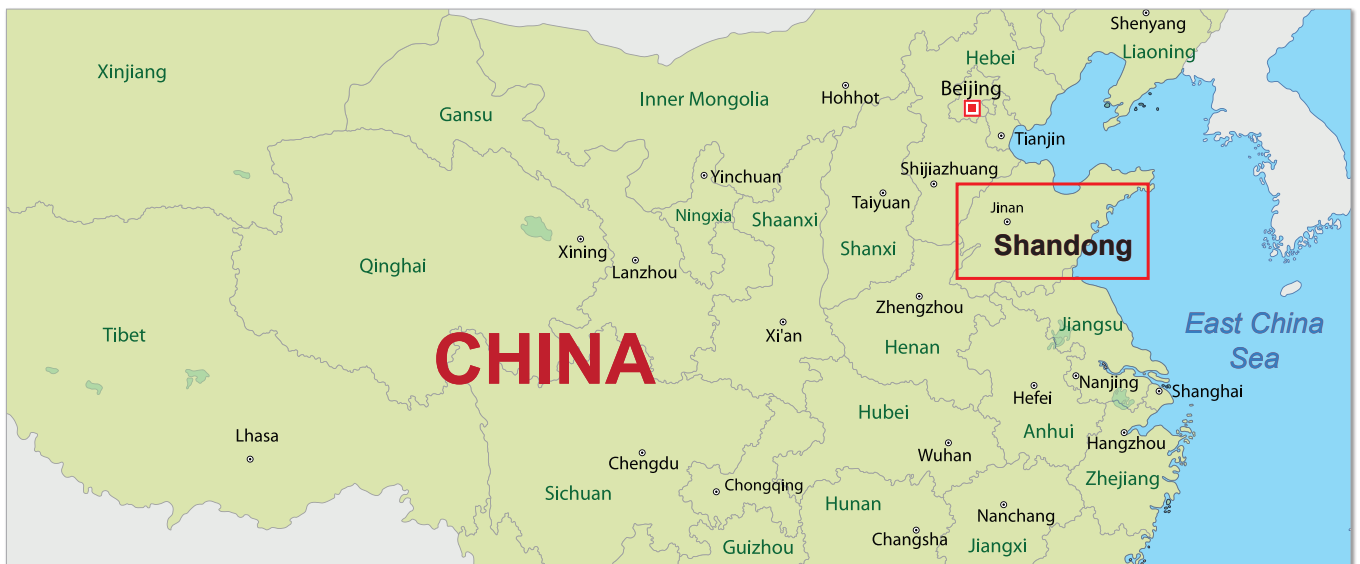 Shenyang
Liaoning
Hebei
Xinjiang
Beijing
Inner Mongolia
Hohhot
Gansu
Tianjin
Shijiazhuang
Yinchuan
Taiyuan
Jinan
Ningxia
Shaanxi
Shanxi
Shandong
Xining
Qinghai
Lanzhou
Zhengzhou
Tibet
Xi'an
Jiangsu
East China
Sea
CHINA
Henan
Nanjing
Shanghai
Hefei
Hubei
Anhui
Lhasa
Hangzhou
Wuhan
Chengdu
Zhejiang
Chongqing
Sichuan
Hunan
Nanchang
Changsha
Jiangxi
Guizhou